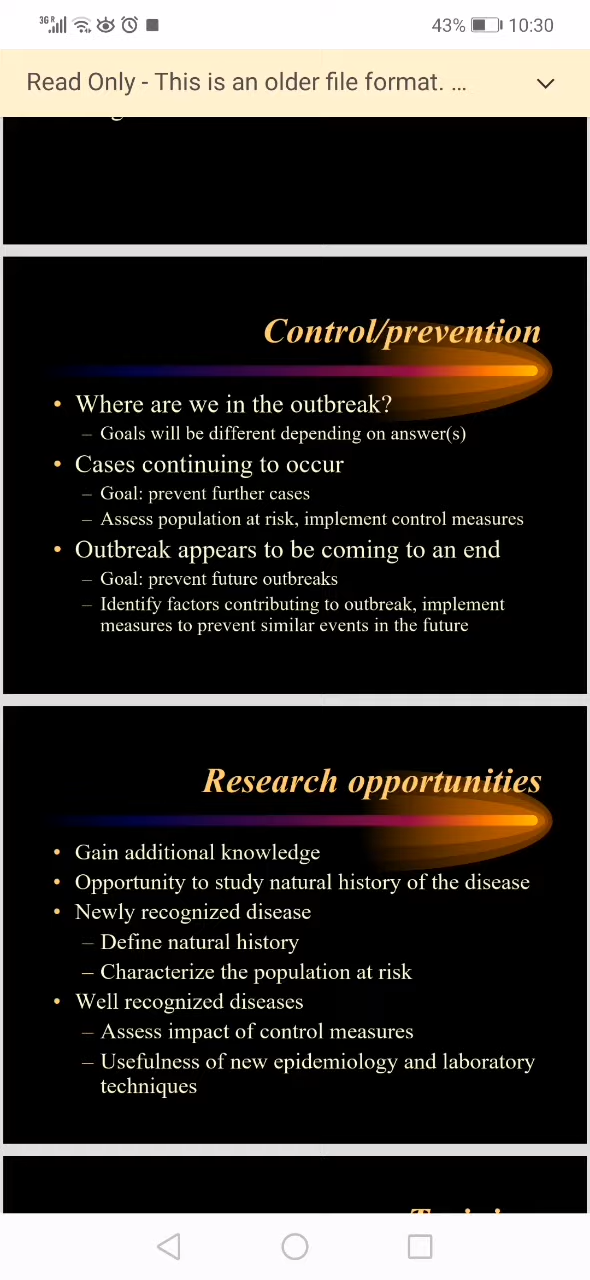 3G R 43% 10:30
Read Only - This is an older file format. ...
Control/prevention
• Where are we in the outbreak?
– Goals will be different depending on answer(s)
• Cases continuing to occur
– Goal: prevent further cases
– Assess population at risk, implement control measures
• Outbreak appears to be coming to an end
– Goal: prevent future outbreaks
– Identify factors contributing to outbreak, implement
measures to prevent similar events in the future
Research opportunities
• Gain additional knowledge
• Opportunity to study natural history of the disease
• Newly recognized disease
– Define natural history
– Characterize the population at risk
• Well recognized diseases
– Assess impact of control measures
– Usefulness of new epidemiology and laboratory
techniques